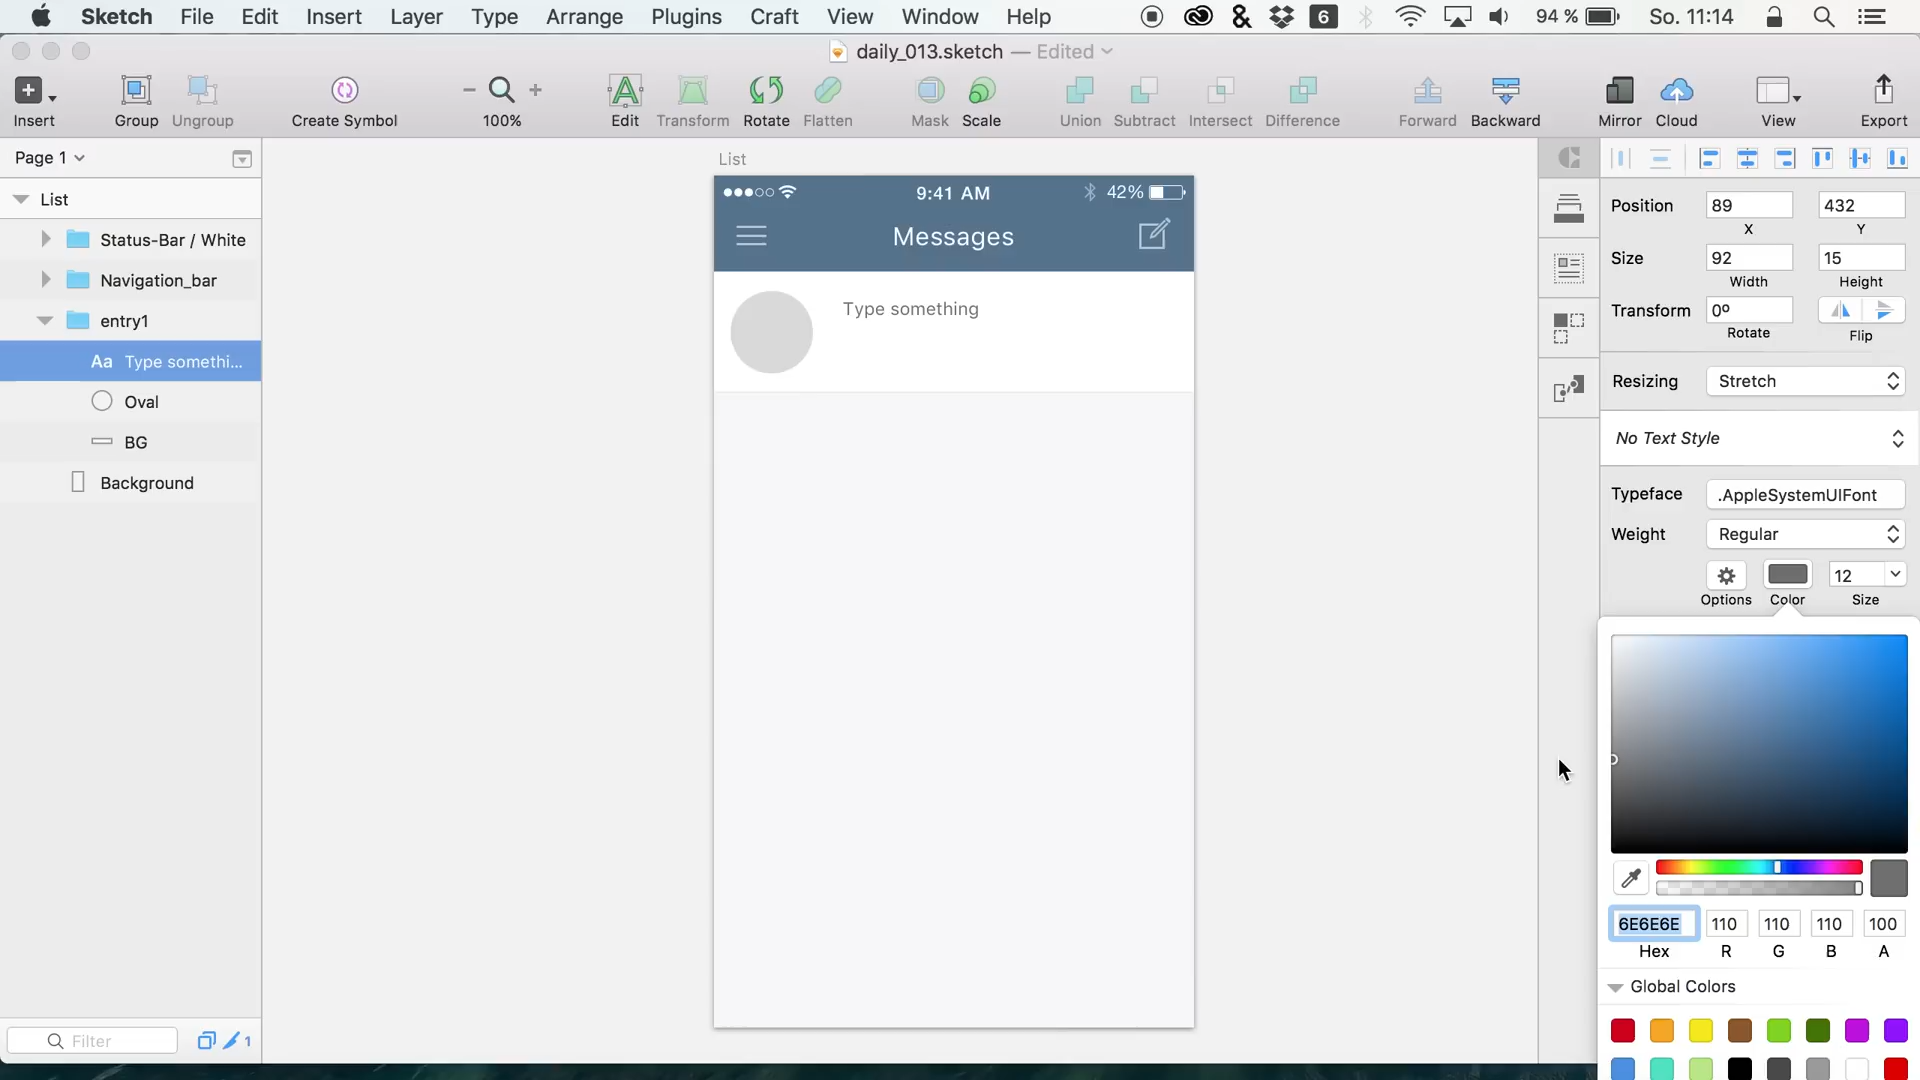 Sketch File Edit Insert Layer Type Arrange Plugins Craft View Window Help 6 94 % So. 11:14
daily_013.sketch — Edited
Insert Group Ungroup Create Symbol 100% Edit Transform Rotate Flatten Mask Scale Union Subtract Intersect Difference Forward Backward Mirror Cloud View Export
Page 1
List
Status-Bar / White
Navigation_bar
entry1
Aa Type somethi...
Oval
BG
Background
Filter
1
List
9:41 AM 42%
Messages
Type something
Position 89 432
X Y
Size 92 15
Width Height
Transform 0º
Rotate Flip
Resizing Stretch
No Text Style
Typeface .AppleSystemUIFont
Weight Regular
12
Options Color Size
6E6E6E 110 110 110 100
Hex R G B A
Global Colors